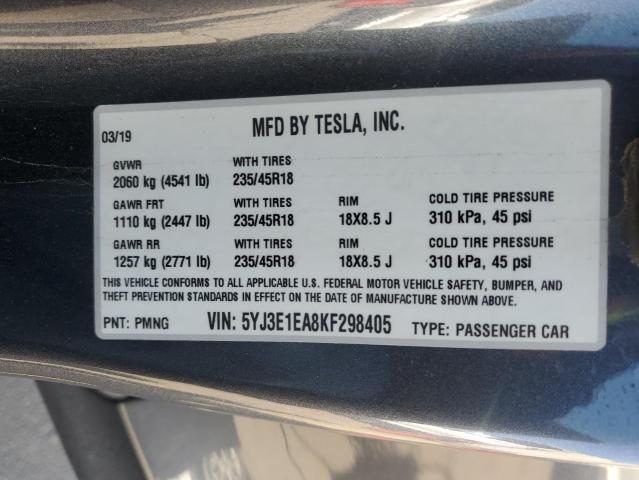 03/19 MFD BY TESLA, INC.
GVWR WITH TIRES
2060 kg (4541 lb) 235/45R18
GAWR FRT WITH TIRES RIM COLD TIRE PRESSURE
1110 kg (2447 lb) 235/45R18 18X8.5 J 310 kPa, 45 psi
GAWR RR WITH TIRES RIM COLD TIRE PRESSURE
1257 kg (2771 lb) 235/45R18 18X8.5 J 310 kPa, 45 psi
THIS VEHICLE CONFORMS TO ALL APPLICABLE U.S. FEDERAL MOTOR VEHICLE SAFETY, BUMPER, AND
THEFT PREVENTION STANDARDS IN EFFECT ON THE DATE OF MANUFACTURE SHOWN ABOVE.
PNT: PMNG VIN: 5YJ3E1EA8KF298405 TYPE: PASSENGER CAR